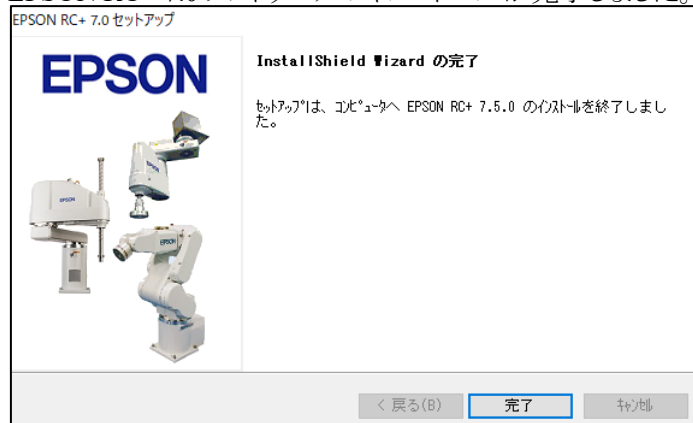 EPSON RC+ 7.0 セットアップ
EPSON
InstallShield Wizard の完了
ｾｯﾄｱｯﾌﾟは、ｺﾝﾋﾟｭｰﾀへ EPSON RC+ 7.5.0 のｲﾝｽﾄｰﾙを終了しまし
た。
EPSON
EPSON
EPSON
< 戻る(B)
完了
ｷｬﾝｾﾙ